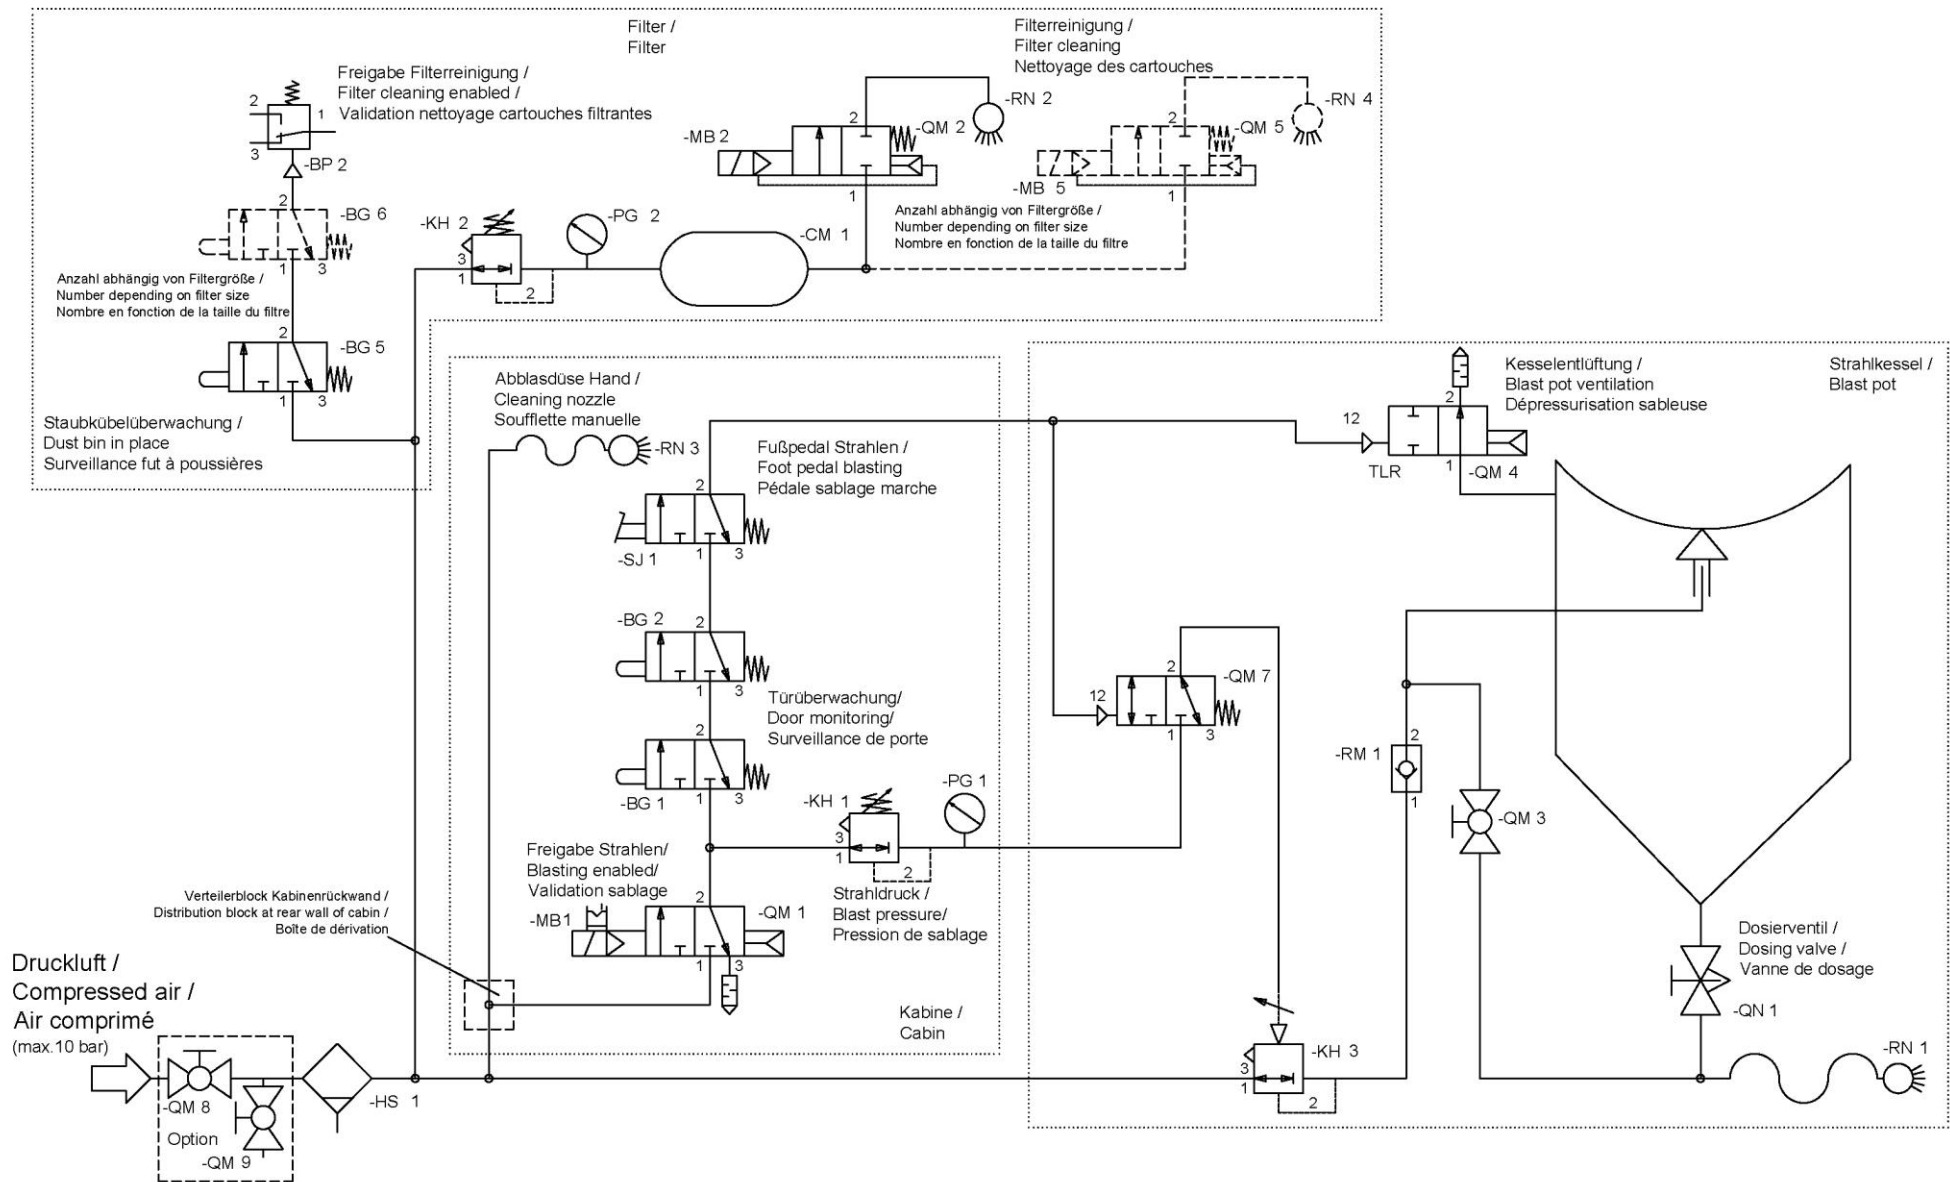 Filter /
Filter
Filterreinigung /
Filter cleaning
Nettoyage des cartouches
Freigabe Filterreinigung /
Filter cleaning enabled /
Validation nettoyage cartouches filtrantes
2
1
3
-BP 2
2
-BG 6
1
3
Anzahl abhängig von Filtergröße /
Number depending on filter size
Nombre en fonction de la taille du filtre
2
-BG 5
1
3
Staubkübelüberwachung /
Dust bin in place
Surveillance fut à poussières
-KH 2
3
1
2
-PG 2
-CM 1
-MB 2
2
-QM 2
1
-RN 2
-MB 5
2
-QM 5
1
-RN 4
Anzahl abhängig von Filtergröße /
Number depending on filter size
Nombre en fonction de la taille du filtre
Abblasdüse Hand /
Cleaning nozzle
Soufflette manuelle
-RN 3
Fußpedal Strahlen /
Foot pedal blasting
Pédale sablage marche
2
-SJ 1
1
3
-BG 2
2
1
3
Türüberwachung/
Door monitoring/
Surveillance de porte
2
-BG 1
1
3
-KH 1
3
1
2
-PG 1
Strahldruck /
Blast pressure/
Pression de sablage
Freigabe Strahlen/
Blasting enabled/
Validation sablage
-MB1
2
-QM 1
1
3
Kabine /
Cabin
Verteilerblock Kabinenrückwand /
Distribution block at rear wall of cabin /
Boîte de dérivation
Druckluft /
Compressed air /
Air comprimé
(max.10 bar)
-QM 8
Option
-QM 9
-HS 1
Kesselentlüftung /
Blast pot ventilation
Dépressurisation sableuse
Strahlkessel /
Blast pot
12
2
TLR
1
-QM 4
2
-QM 7
12
1
3
-RM 1
2
1
-QM 3
-KH 3
3
1
2
Dosierventil /
Dosing valve /
Vanne de dosage
-QN 1
-RN 1